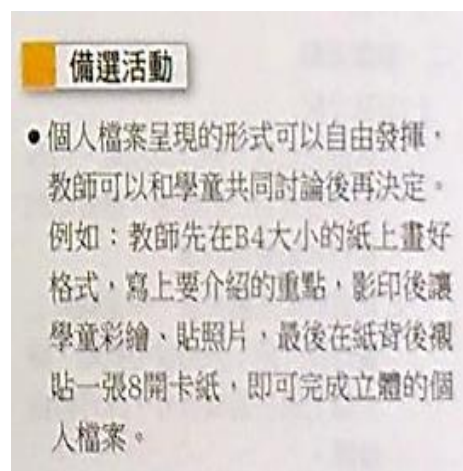 備選活動
●個人檔案呈現的形式可以自由發揮，
教師可以和學童共同討論後再決定。
例如：教師先在B4大小的紙上畫好
格式，寫上要介紹的重點，影印後讓
學童彩繪、貼照片，最後在紙背後襯
貼一張8開卡紙，即可完成立體的個
人檔案。